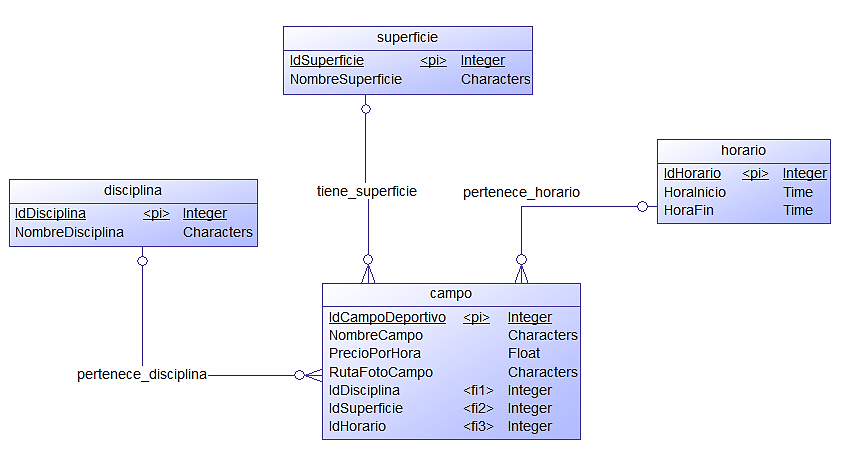 superficie
IdSuperficie <pi> Integer
NombreSuperficie Characters
horario
IdHorario <pi> Integer
HoraInicio Time
HoraFin Time
disciplina
IdDisciplina <pi> Integer
NombreDisciplina Characters
tiene_superficie
pertenece_horario
pertenece_disciplina
campo
IdCampoDeportivo <pi> Integer
NombreCampo Characters
PrecioPorHora Float
RutaFotoCampo Characters
IdDisciplina <fi1> Integer
IdSuperficie <fi2> Integer
IdHorario <fi3> Integer